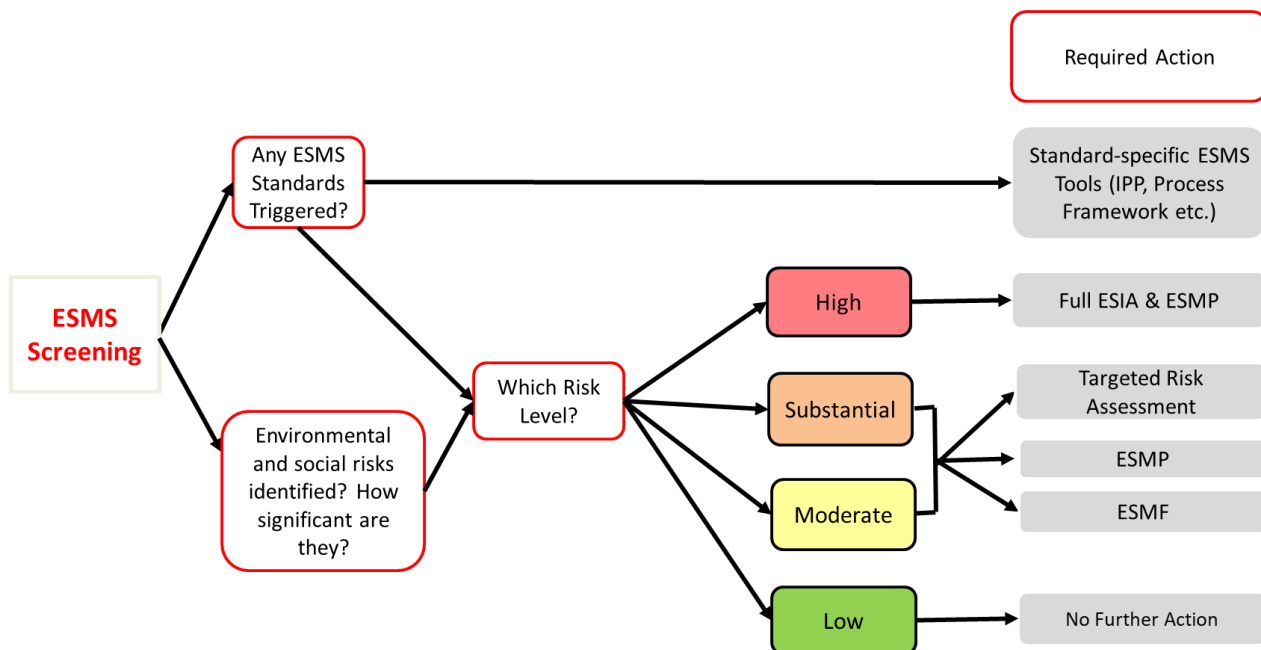 Required Action
Any ESMS
Standards
Triggered?
Standard-specific ESMS
Tools (IPP, Process
Framework etc.)
ESMS
Screening
High
Full ESIA & ESMP
Which Risk
Level?
Substantial
Targeted Risk
Assessment
Environmental
and social risks
identified? How
significant are
they?
ESMP
Moderate
ESMF
Low
No Further Action